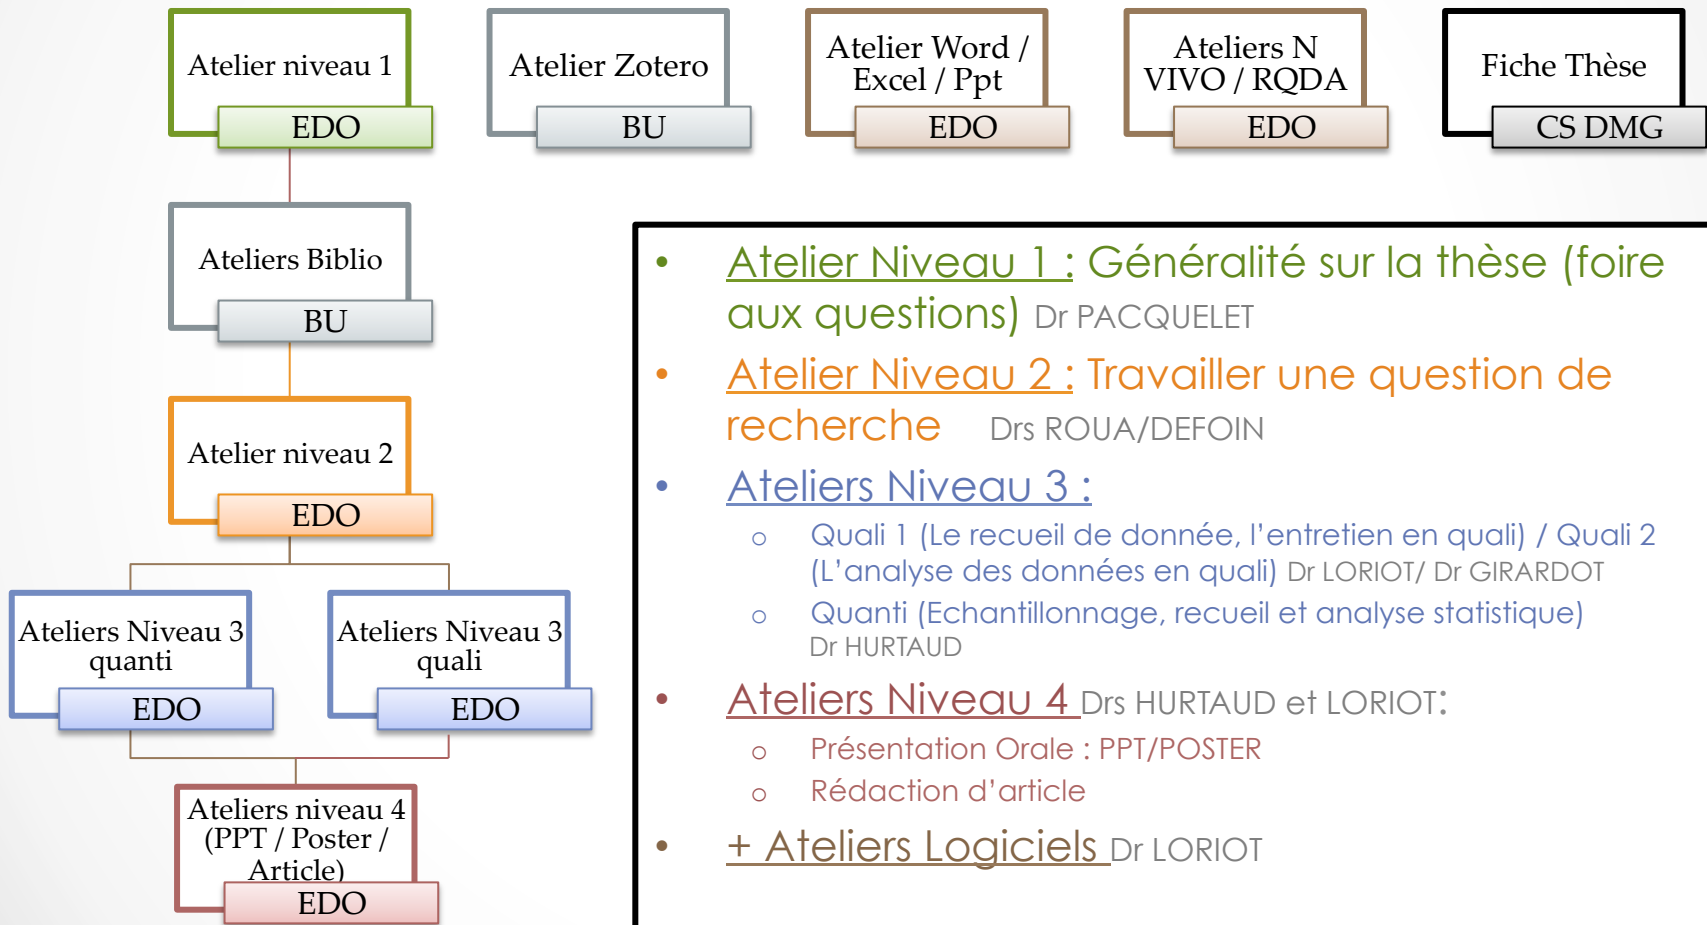 Atelier niveau 1
EDO
Atelier Zotero
BU
Atelier Word /
Excel / Ppt
EDO
Ateliers N
VIVO / RQDA
EDO
Fiche Thèse
CS DMG
Ateliers Biblio
BU
Atelier niveau 2
EDO
Ateliers Niveau 3
quanti
EDO
Ateliers Niveau 3
quali
EDO
Ateliers niveau 4
(PPT / Poster /
Article)
EDO
• Atelier Niveau 1 : Généralité sur la thèse (foire
aux questions) Dr PACQUELET
• Atelier Niveau 2 : Travailler une question de
recherche Drs ROUA/DEFOIN
• Ateliers Niveau 3 :
o Quali 1 (Le recueil de donnée, l’entretien en quali) / Quali 2
(L’analyse des données en quali) Dr LORIOT/ Dr GIRARDOT
o Quanti (Echantillonnage, recueil et analyse statistique)
Dr HURTAUD
• Ateliers Niveau 4 Drs HURTAUD et LORIOT:
o Présentation Orale : PPT/POSTER
o Rédaction d’article
• + Ateliers Logiciels Dr LORIOT